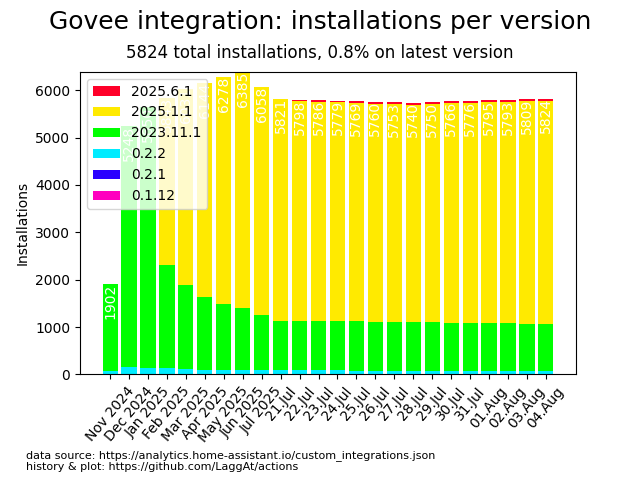 Govee integration: installations per version
5824 total installations, 0.8% on latest version
Installations
6000
5000
4000
3000
2000
1000
0
2025.6.1
2025.1.1
2023.11.1
0.2.2
0.2.1
0.1.12
1902
6278
6385
6058
5821
5798
5786
5779
5769
5760
5753
5740
5750
5766
5776
5795
5793
5809
5824
Nov 2024
Dec 2024
Jan 2025
Feb 2025
Mar 2025
Apr 2025
May 2025
Jun 2025
Jul 2025
21.Jul
22.Jul
23.Jul
24.Jul
25.Jul
26.Jul
27.Jul
28.Jul
29.Jul
30.Jul
31.Jul
01.Aug
02.Aug
03.Aug
04.Aug
data source: https://analytics.home-assistant.io/custom_integrations.json
history & plot: https://github.com/LaggAt/actions